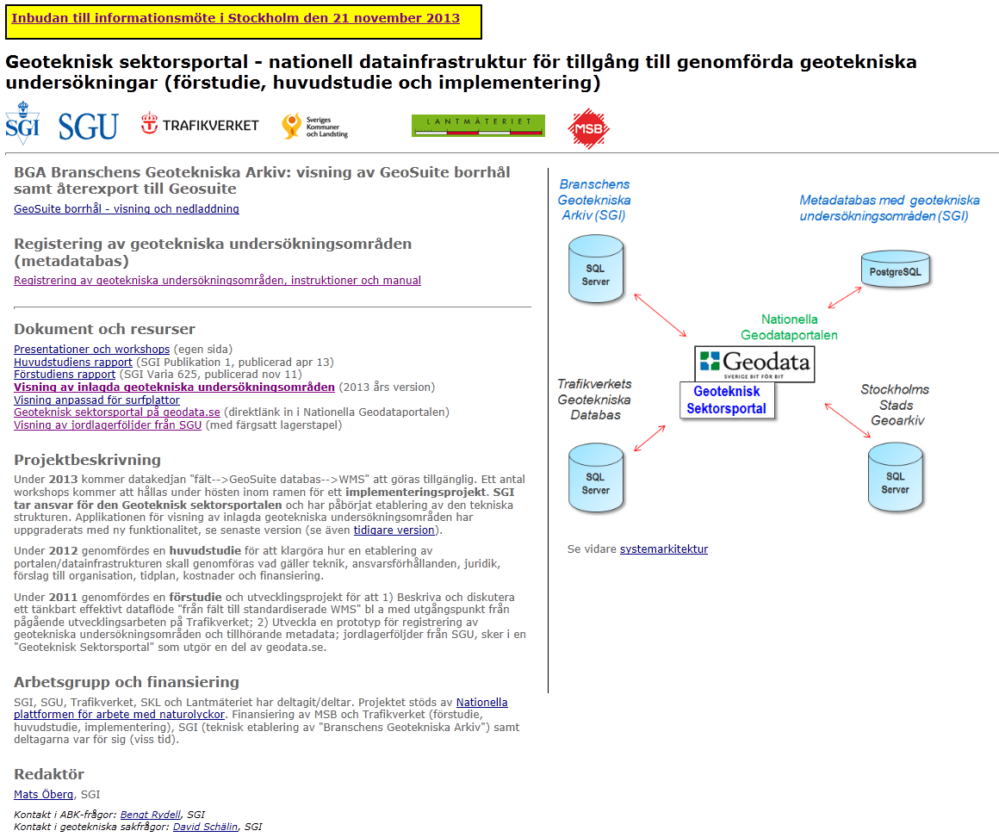 Inbudan till informationsmöte i Stockholm den 21 november 2013
Geoteknisk sektorsportal - nationell datainfrastruktur för tillgång till genomförda geotekniska
undersökningar (förstudie, huvudstudie och implementering)
SGI
SGU
TRAFIKVERKET
Sveriges
Kommuner
och Landsting
LANTMÄTERIET
MSB
BGA Branschens Geotekniska Arkiv: visning av GeoSuite borrhål
samt återexport till Geosuite
GeoSuite borrhål - visning och nedladdning
Registering av geotekniska undersökningsområden
(metadatabas)
Registrering av geotekniska undersökningsområden, instruktioner och manual
Dokument och resurser
Presentationer och workshops (egen sida)
Huvudstudiens rapport (SGI Publikation 1, publicerad apr 13)
Förstudiens rapport (SGI Varia 625, publicerad nov 11)
Visning av inlagda geotekniska undersökningsområden (2013 års version)
Visning anpassad för surfplattor
Geoteknisk sektorsportal på geodata.se (direktlänk in i Nationella Geodataportalen)
Visning av jordlagerföljder från SGU (med färgsatt lagerstapel)
Projektbeskrivning
Under 2013 kommer datakedjan "fält-->GeoSuite databas-->WMS" att göras tillgänglig. Ett antal
workshops kommer att hållas under hösten inom ramen för ett implementeringsprojekt. SGI
tar ansvar för den Geoteknisk sektorsportalen och har påbörjat etablering av den tekniska
strukturen. Applikationen för visning av inlagda geotekniska undersökningsområden har
uppgraderats med ny funktionalitet, se senaste version (se även tidigare version).
Under 2012 genomfördes en huvudstudie för att klargöra hur en etablering av
portalen/datainfrastrukturen skall genomföras vad gäller teknik, ansvarsförhållanden, juridik,
förslag till organisation, tidplan, kostnader och finansiering.
Under 2011 genomfördes en förstudie och utvecklingsprojekt för att 1) Beskriva och diskutera
ett tänkbart effektivt dataflöde "från fält till standardiserade WMS" bl a med utgångspunt från
pågående utvecklingsarbeten på Trafikverket; 2) Utveckla en prototyp för registrering av
geotekniska undersökningsområden och tillhörande metadata; jordlagerföljder från SGU, sker i en
"Geoteknisk Sektorsportal" som utgör en del av geodata.se.
Arbetsgrupp och finansiering
SGI, SGU, Trafikverket, SKL och Lantmäteriet har deltagit/deltar. Projektet stöds av Nationella
plattformen för arbete med naturolyckor. Finansiering av MSB och Trafikverket (förstudie,
huvudstudie, implementering), SGI (teknisk etablering av "Branschens Geotekniska Arkiv") samt
deltagarna var för sig (viss tid).
Redaktör
Mats Öberg, SGI
Kontakt i ABK-frågor: Bengt Rydell, SGI
Kontakt i geotekniska sakfrågor: David Schälin, SGI
Branschens
Geotekniska
Arkiv (SGI)
SQL
Server
Metadatabas med geotekniska
undersökningsområden (SGI)
PostgreSQL
Nationella
Geodataportalen
Geodata
SVERIGE BIT FÖR BIT
Geoteknisk
Sektorsportal
Trafikverkets
Geotekniska
Databas
SQL
Server
Stockholms
Stads
Geoarkiv
SQL
Server
Se vidare systemarkitektur